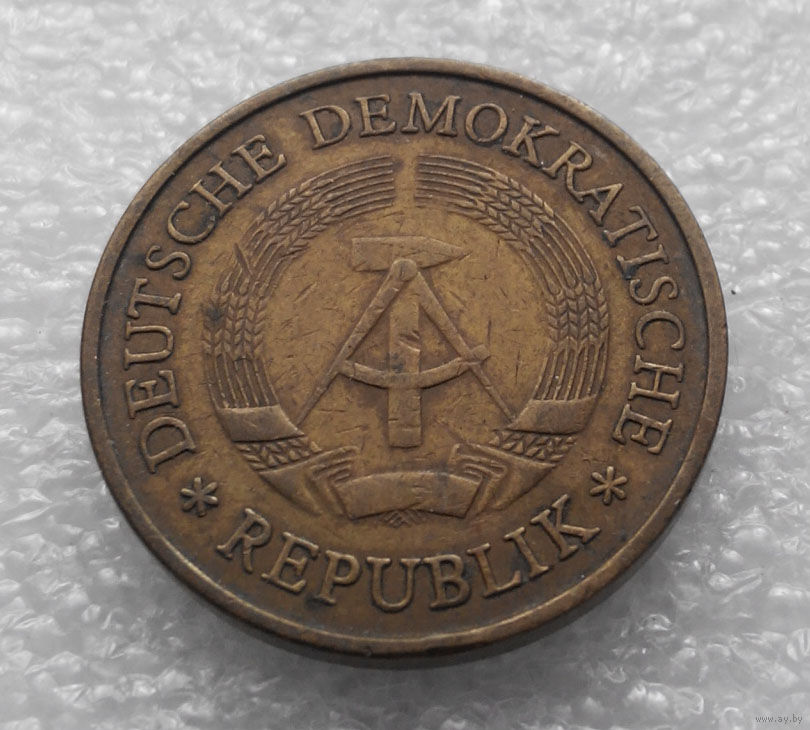 DEUTSCHE DEMOKRATISCHE
* REPUBLIK *
www.ay.by